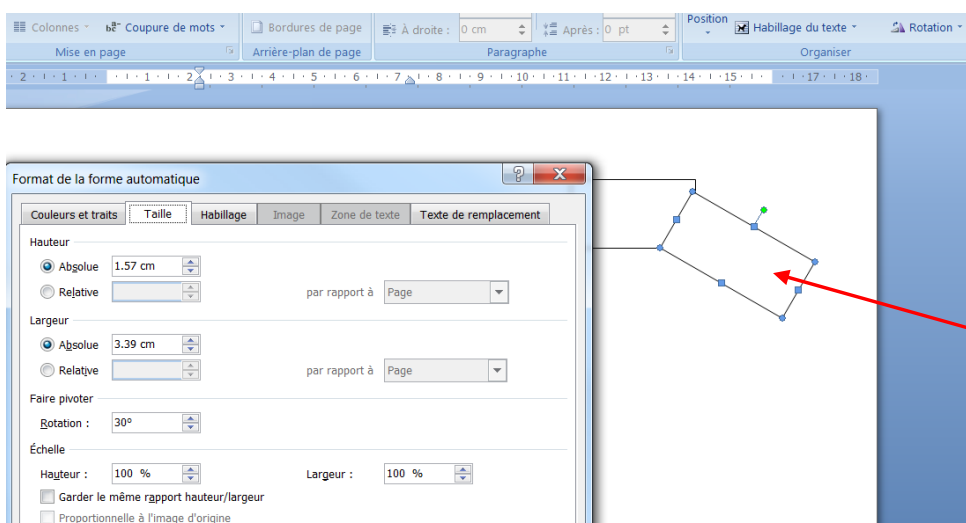 Colonnes Coupure de mots Bordures de page À droite : 0 cm Après : 0 pt Position Habillage du texte Rotation
Mise en page Arrière-plan de page Paragraphe Organiser
2 1 1 2 3 4 5 6 7 8 9 10 11 12 13 14 15 17 18
Format de la forme automatique
Couleurs et traits Taille Habillage Image Zone de texte Texte de remplacement
Hauteur
Absolue 1.57 cm
Relative par rapport à Page
Largeur
Absolue 3.39 cm
Relative par rapport à Page
Faire pivoter
Rotation : 30°
Échelle
Hauteur : 100 % Largeur : 100 %
Garder le même rapport hauteur/largeur
Proportionnelle à l'image d'origine